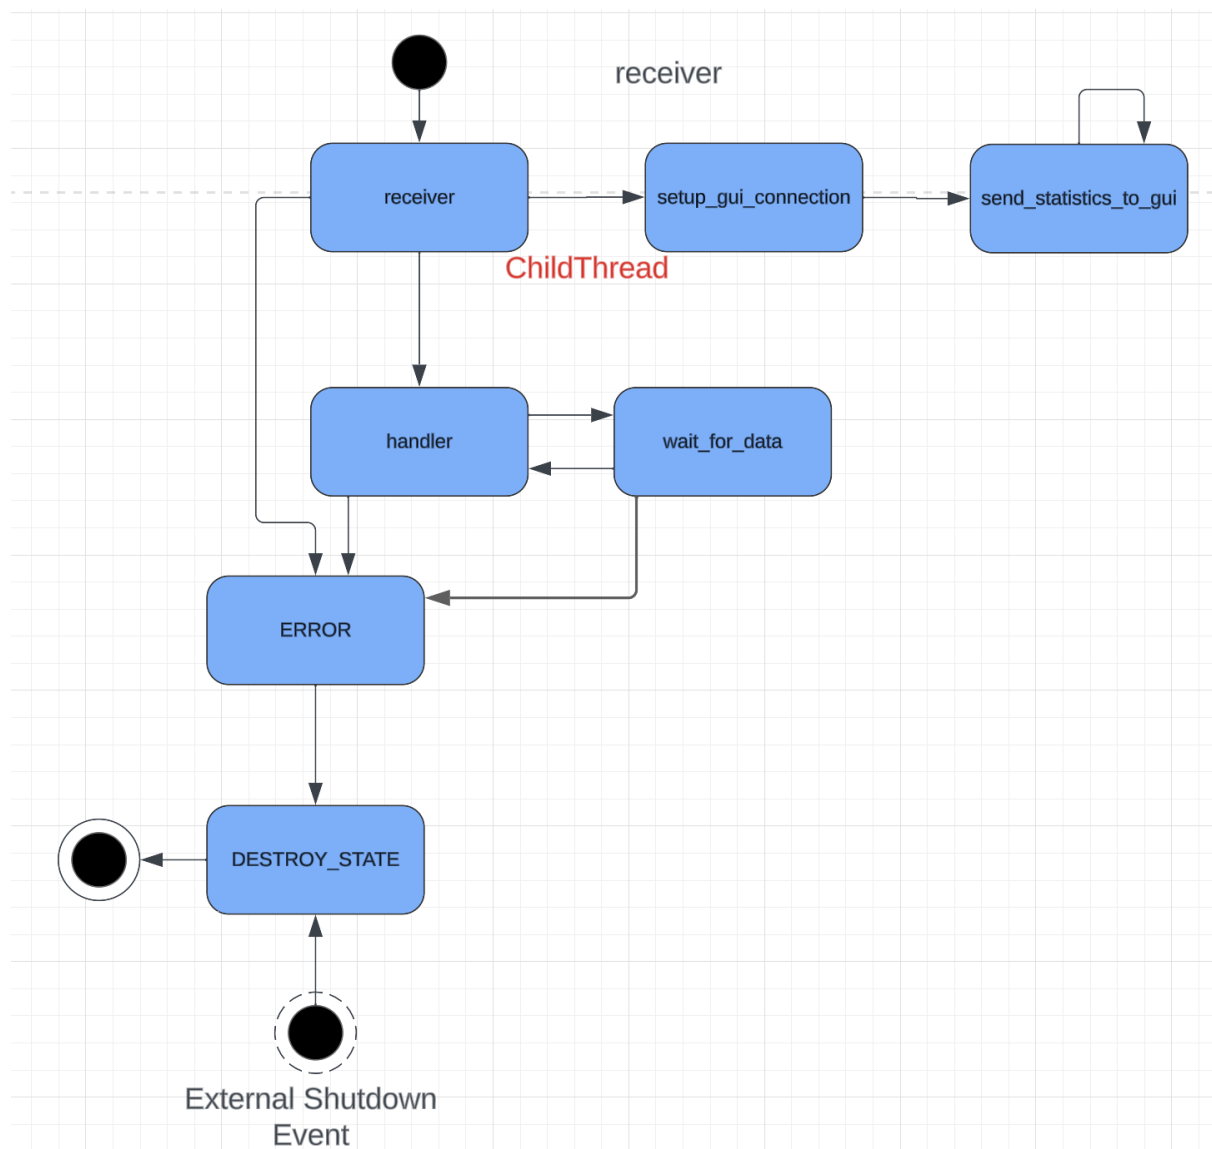 receiver
receiver
setup_gui_connection
send_statistics_to_gui
ChildThread
handler
wait_for_data
ERROR
DESTROY_STATE
External Shutdown
Event